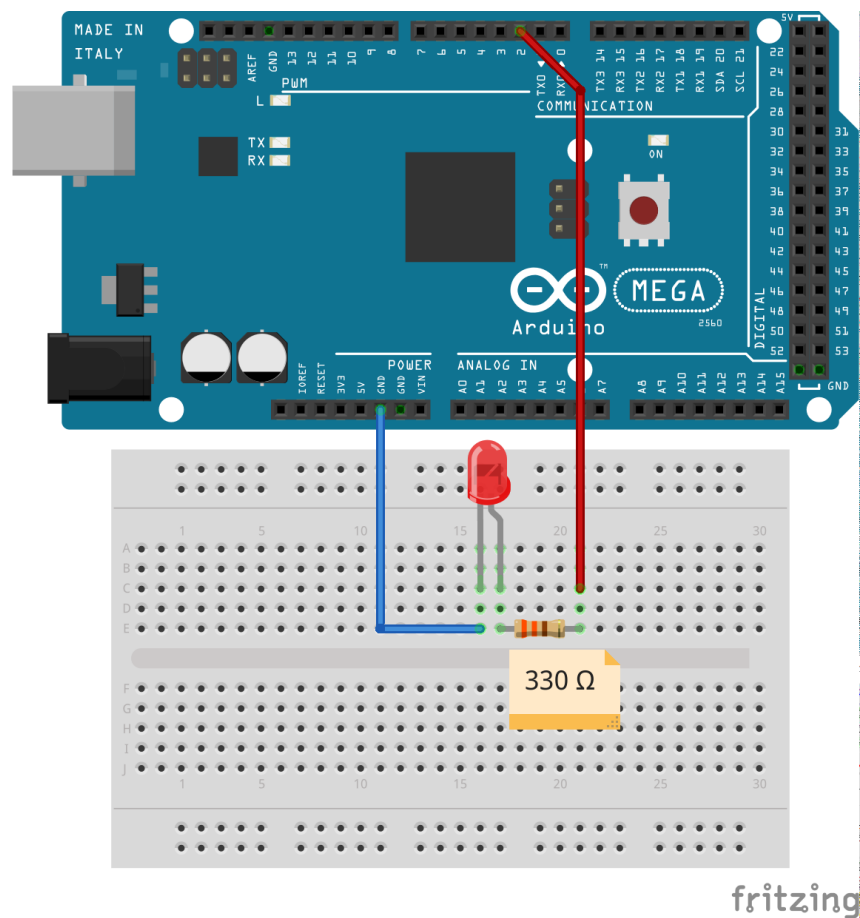 MADE IN
ITALY
AREF
GND
13
12
11
10
9
8
7
6
5
4
3
2
TX0
RX0
TX3 14
RX3 15
TX2 16
RX2 17
TX1 18
RX1 19
SDA 20
SCL 21
5V
PWM
COMMUNICATION
L
TX
RX
ON
22
24
26
28
30 31
32 33
34 35
36 37
38 39
40 41
42 43
44 45
46 47
48 49
50 51
52 53
GND
DIGITAL
MEGA
TM
2560
Arduino
POWER
ANALOG IN
IOREF
RESET
3V3
5V
GND
GND
VIN
A0
A1
A2
A3
A4
A5
A7
A8
A9
A10
A11
A12
A13
A14
A15
1 5 10 15 20 25 30
A
B
C
D
E
330 Ω
F
G
H
I
J
1 5 10 15 20 25 30
fritzing